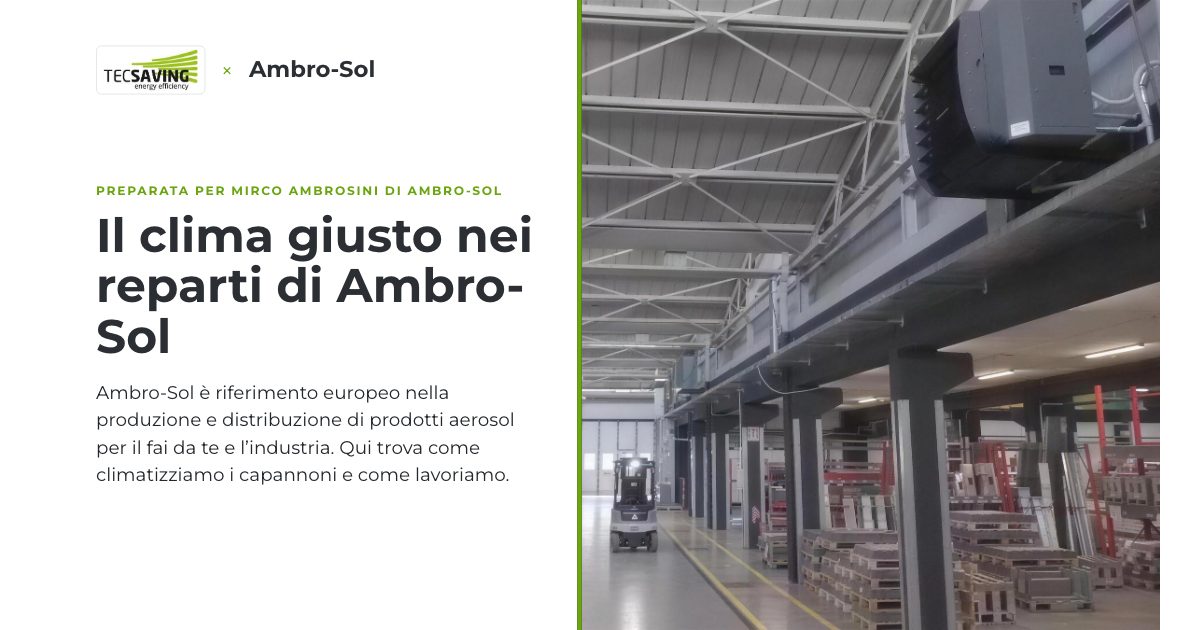 TECSAVING
energy efficiency
× Ambro-Sol
PREPARATA PER MIRCO AMBROSINI DI AMBRO-SOL
Il clima giusto nei
reparti di Ambro-
Sol
Ambro-Sol è riferimento europeo nella
produzione e distribuzione di prodotti aerosol
per il fai da te e l’industria. Qui trova come
climatizziamo i capannoni e come lavoriamo.